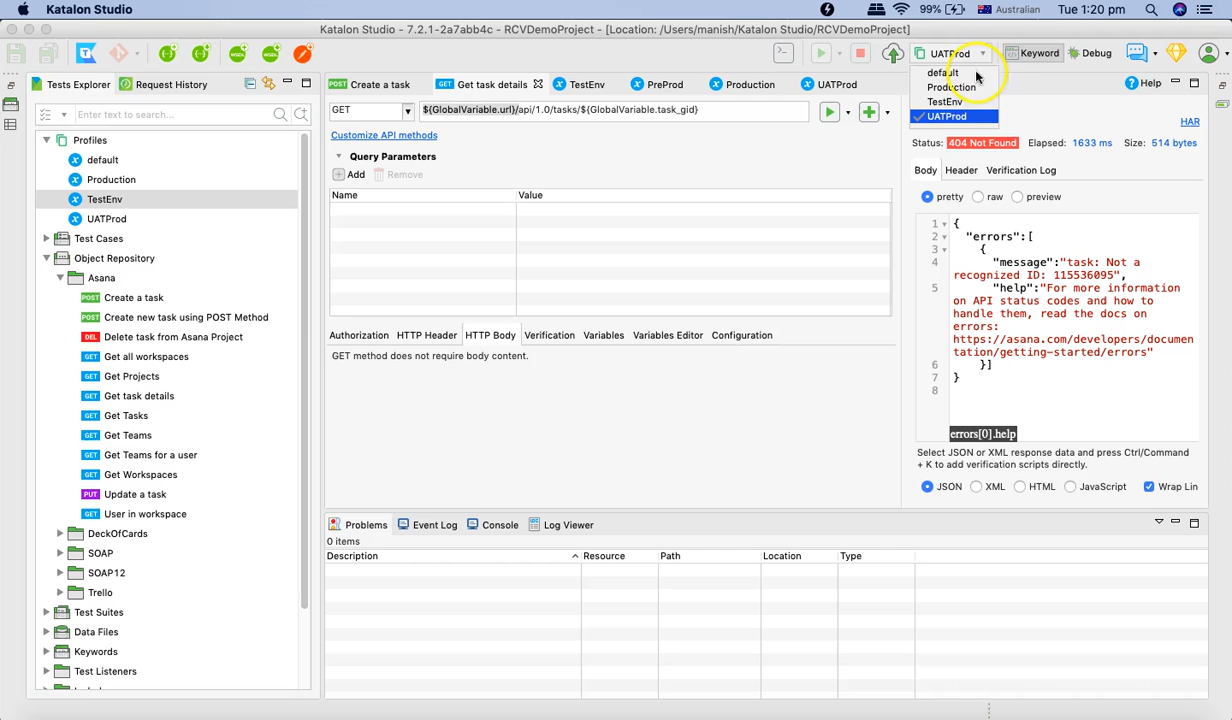 Katalon Studio
99%
Australian
Tue 1:20 pm
Katalon Studio - 7.2.1-2a7abb4c - RCVDemoProject - [Location: /Users/manish/Katalon Studio/RCVDemoProject]
UATProd
Keyword
Debug
Tests Explorer
Request History
Create a task
Get task details
TestEnv
PreProd
Production
UATProd
Help
default
Production
TestEnv
UATProd
Enter text to search...
GET
${GlobalVariable.url}/api/1.0/tasks/${GlobalVariable.task_gid}
HAR
Customize API methods
Status: 404 Not Found Elapsed: 1633 ms Size: 514 bytes
Query Parameters
Add
Remove
Name
Value
Body
Header
Verification Log
pretty
raw
preview
Profiles
default
Production
TestEnv
UATProd
Test Cases
Object Repository
Asana
POST Create a task
POST Create new task using POST Method
DEL Delete task from Asana Project
GET Get all workspaces
GET Get Projects
GET Get task details
GET Get Tasks
GET Get Teams
GET Get Teams for a user
GET Get Workspaces
PUT Update a task
GET User in workspace
DeckOfCards
SOAP
SOAP12
Trello
Test Suites
Data Files
Keywords
Test Listeners
Authorization
HTTP Header
HTTP Body
Verification
Variables
Variables Editor
Configuration
GET method does not require body content.
1 {
2 "errors":[
3 {
4 "message":"task: Not a
recognized ID: 115536095",
5 "help":"For more information
on API status codes and how to
handle them, read the docs on
errors:
https://asana.com/developers/documen
tation/getting-started/errors"
6 }]
7 }
8
errors[0].help
Select JSON or XML response data and press Ctrl/Command
+ K to add verification scripts directly.
JSON
XML
HTML
JavaScript
Wrap Lin
Problems
Event Log
Console
Log Viewer
0 items
Description
Resource
Path
Location
Type